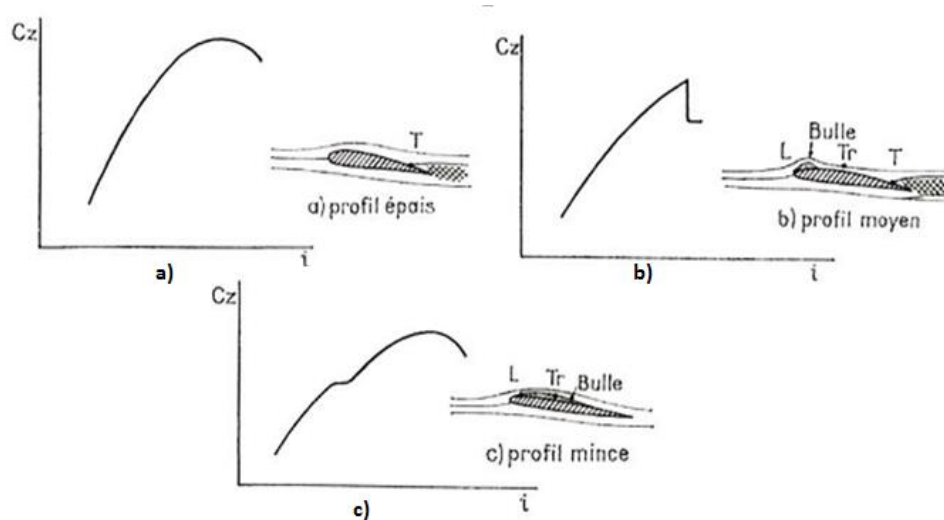 Cz
T
a) profil épais
i
a)
Cz
Bulle
L
Tr
T
b) profil moyen
i
b)
Cz
L
Tr
Bulle
c) profil mince
i
c)